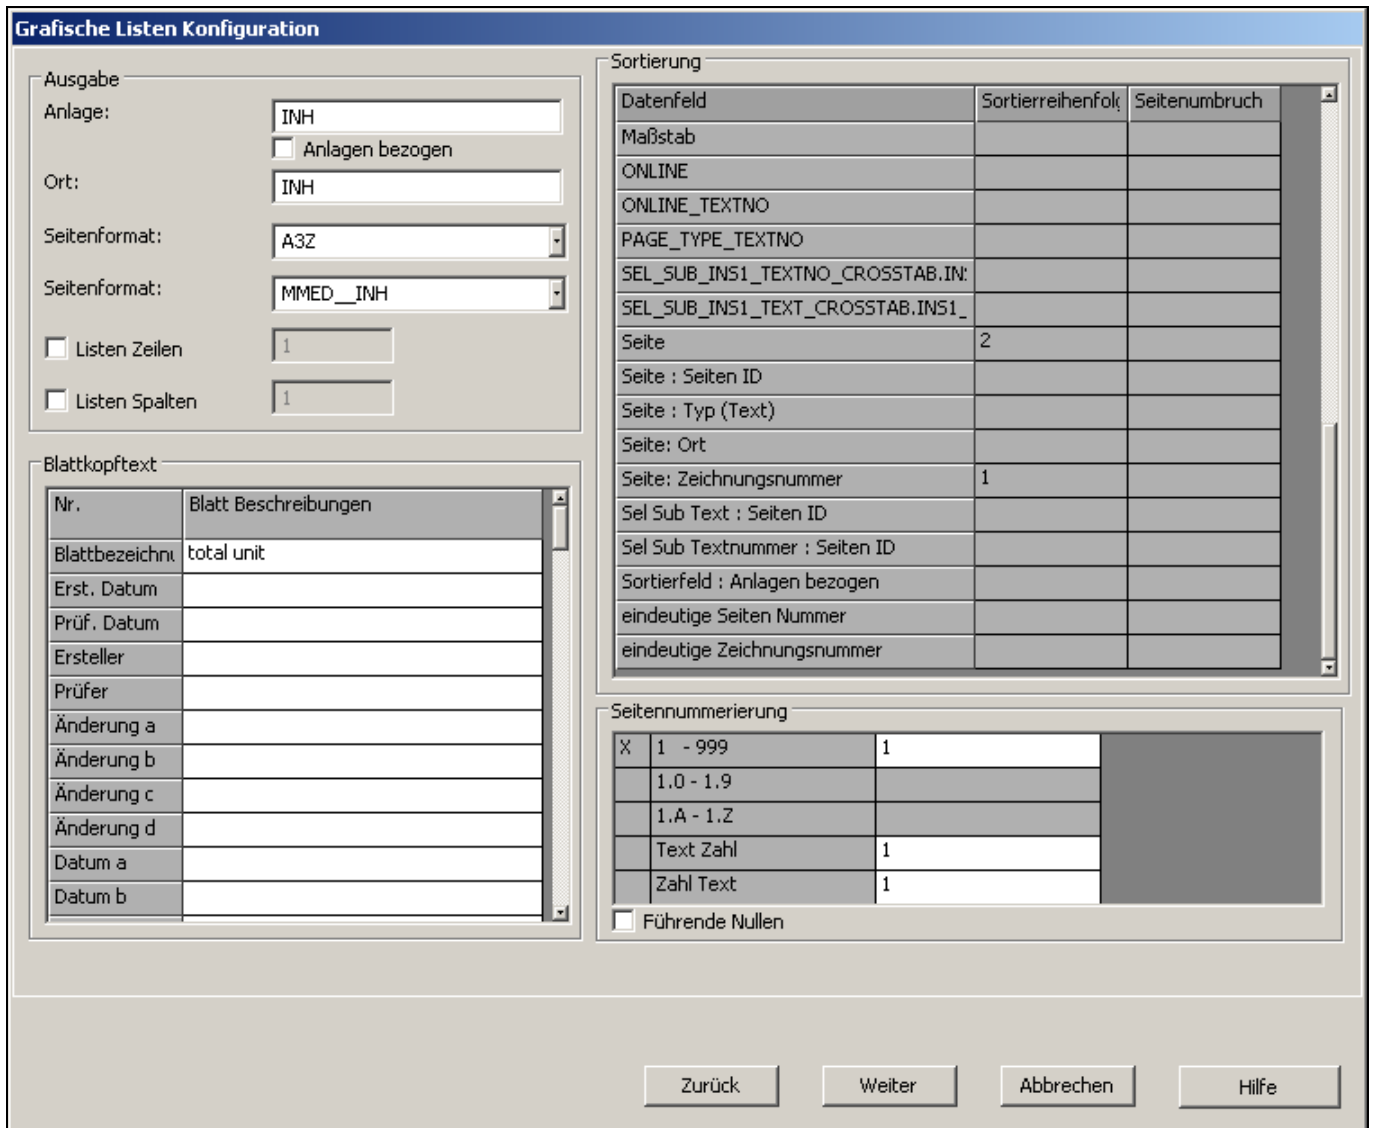 Grafische Listen Konfiguration
Ausgabe
Anlage:
INH
Anlagen bezogen
Ort:
INH
Seitenformat:
A3Z
Seitenformat:
MMED__INH
Listen Zeilen
1
Listen Spalten
1
Blattkopftext
Nr. Blatt Beschreibungen
Blattbezeichnu total unit
Erst. Datum
Prüf. Datum
Ersteller
Prüfer
Änderung a
Änderung b
Änderung c
Änderung d
Datum a
Datum b
Sortierung
Datenfeld Sortierreihenfolg Seitenumbruch
Maßstab
ONLINE
ONLINE_TEXTNO
PAGE_TYPE_TEXTNO
SEL_SUB_INS1_TEXTNO_CROSSTAB.IN
SEL_SUB_INS1_TEXT_CROSSTAB.INS1_
Seite 2
Seite : Seiten ID
Seite : Typ (Text)
Seite: Ort
Seite: Zeichnungsnummer 1
Sel Sub Text : Seiten ID
Sel Sub Textnummer : Seiten ID
Sortierfeld : Anlagen bezogen
eindeutige Seiten Nummer
eindeutige Zeichnungsnummer
Seitennummerierung
X 1 - 999 1
1.0 - 1.9
1.A - 1.Z
Text Zahl 1
Zahl Text 1
Führende Nullen
Zurück Weiter Abbrechen Hilfe